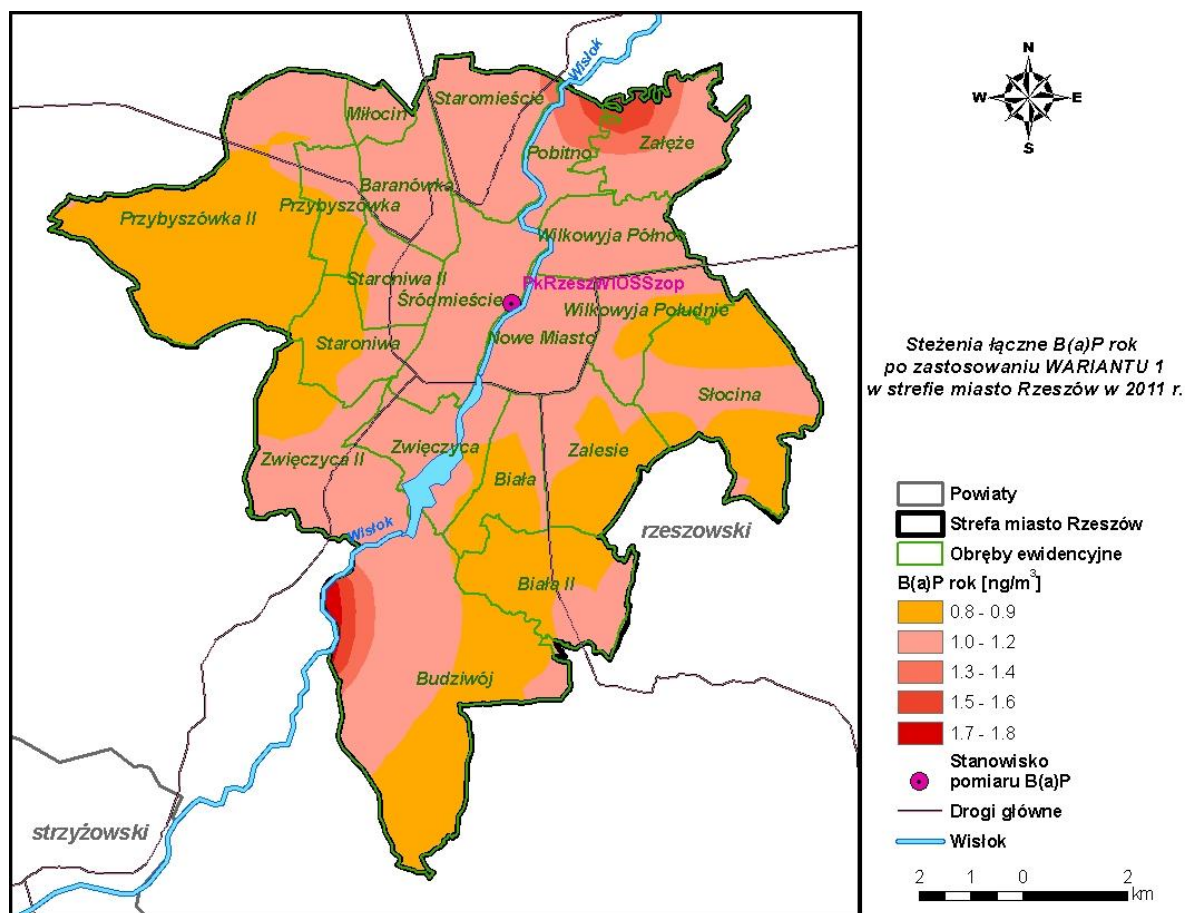 Wisłok
Staromieście
Miłocin
Załęże
Pobitno
Baranówka
Przybyszówka
Przybyszówka II
Wilkowyja Północ
Staroniwa II
PkRzeszWIOSSzop
Śródmieście
Wilkowyja Południe
Nowe Miasto
Staroniwa
Słocina
Zwięczyca
Zalesie
Zwięczyca II
Biała
Wisłok
rzeszowski
Biała II
Budziwój
strzyżowski
N
W E
S
Steżenia łączne B(a)P rok
po zastosowaniu WARIANTU 1
w strefie miasto Rzeszów w 2011 r.
Powiaty
Strefa miasto Rzeszów
Obręby ewidencyjne
B(a)P rok [ng/m³]
0.8 - 0.9
1.0 - 1.2
1.3 - 1.4
1.5 - 1.6
1.7 - 1.8
Stanowisko
pomiaru B(a)P
Drogi główne
Wisłok
2 1 0 2
km